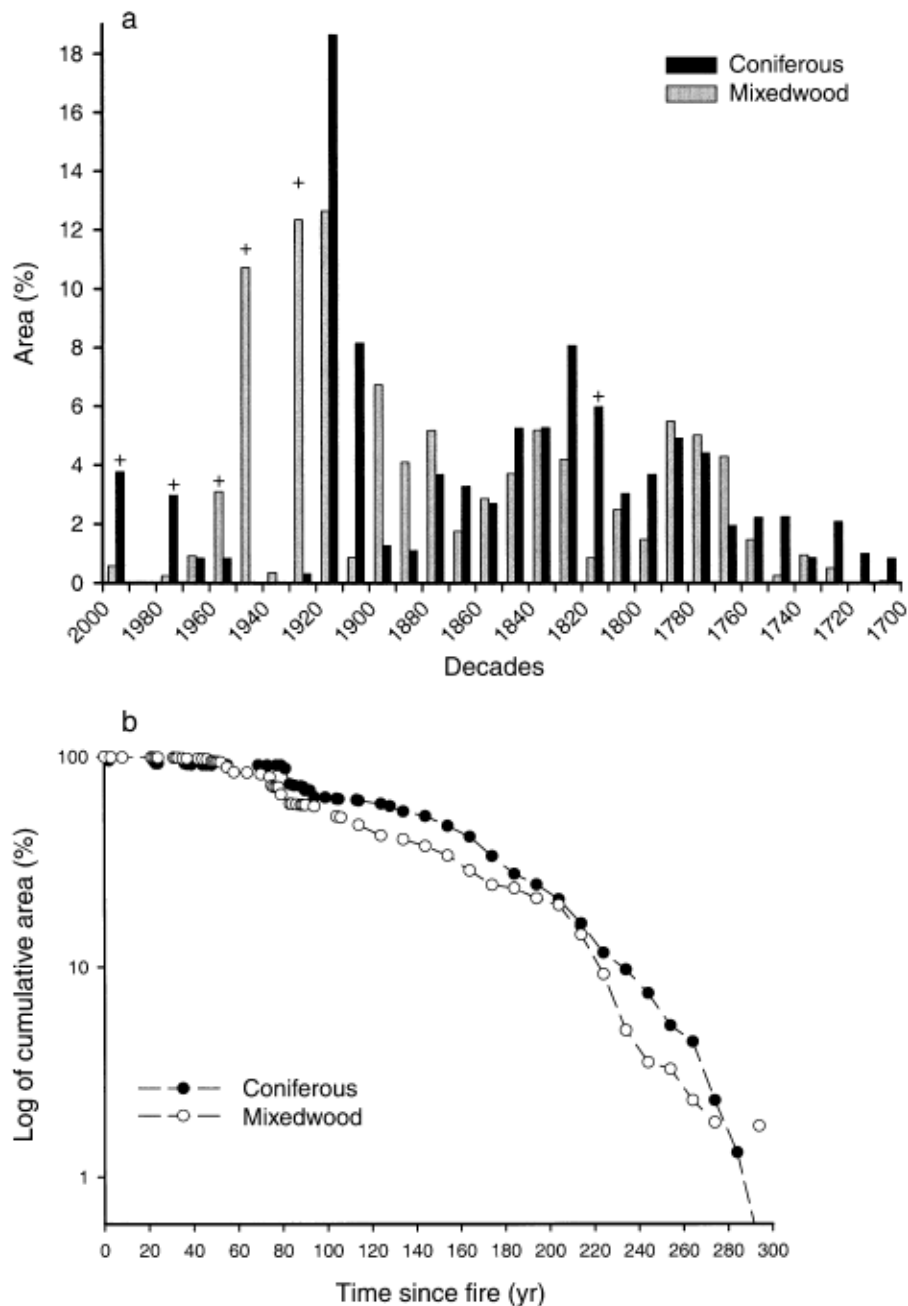 a
18
16
14
12
10
8
6
4
2
0
Area (%)
Coniferous
Mixedwood
+ + + + + +
2000 1980 1960 1940 1920 1900 1880 1860 1840 1820 1800 1780 1760 1740 1720 1700
Decades
b
100
10
1
Log of cumulative area (%)
Coniferous
Mixedwood
0 20 40 60 80 100 120 140 160 180 200 220 240 260 280 300
Time since fire (yr)